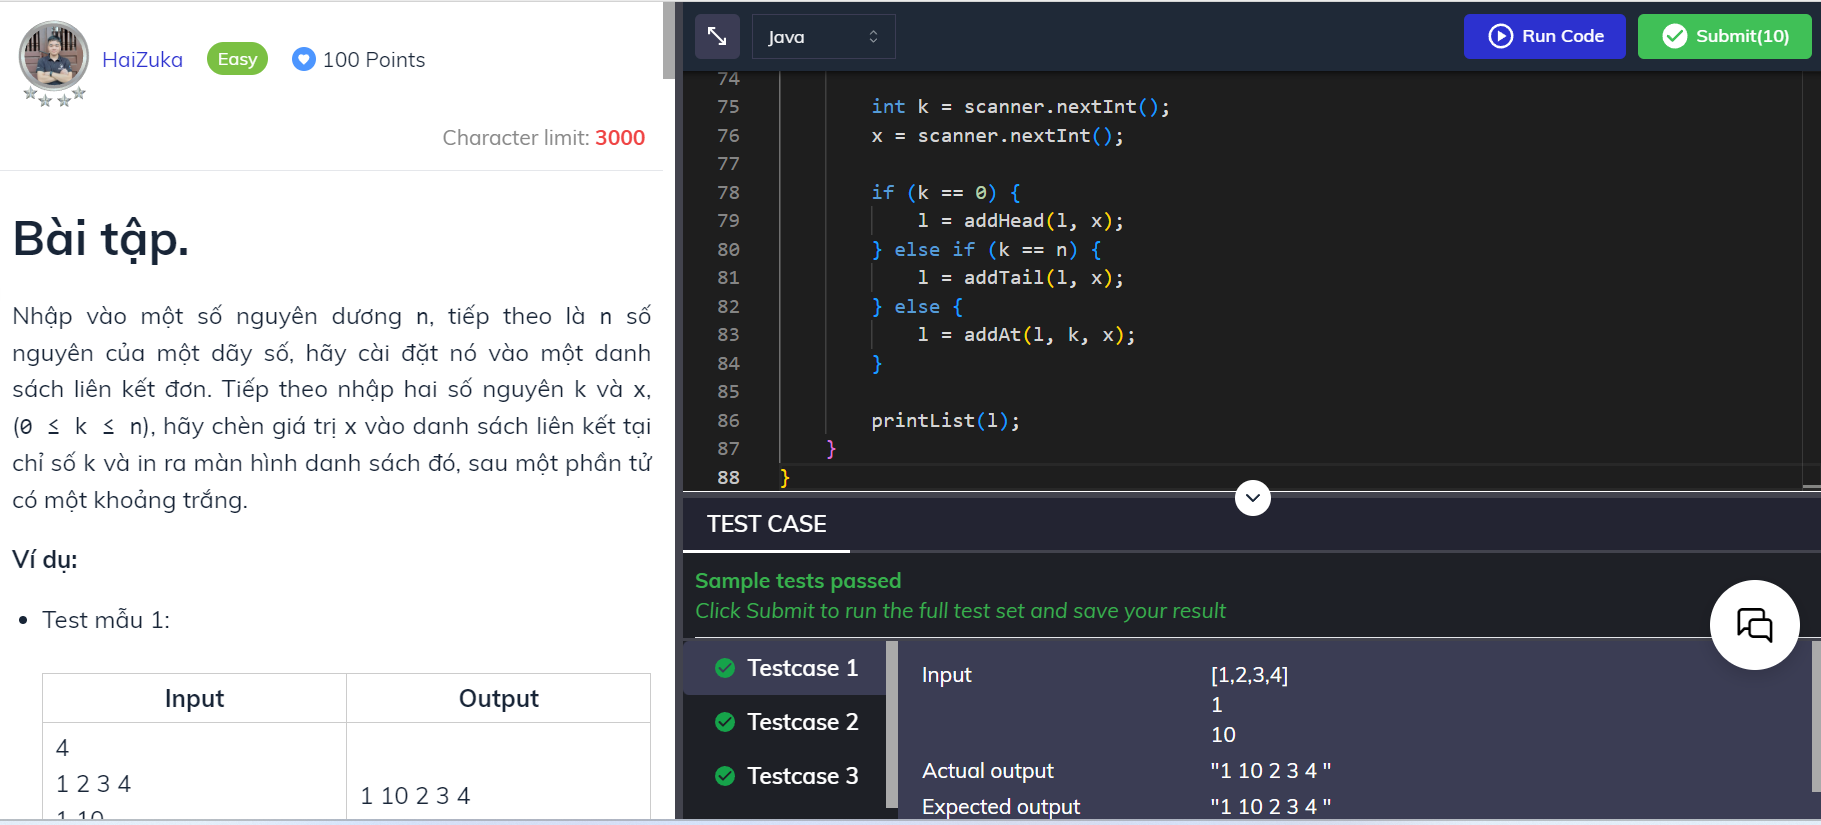 HaiZuka Easy 100 Points
Character limit: 3000
Bài tập.
Nhập vào một số nguyên dương n, tiếp theo là n số
nguyên của một dãy số, hãy cài đặt nó vào một danh
sách liên kết đơn. Tiếp theo nhập hai số nguyên k và x,
(0 ≤ k ≤ n), hãy chèn giá trị x vào danh sách liên kết tại
chỉ số k và in ra màn hình danh sách đó, sau một phần tử
có một khoảng trắng.
Ví dụ:
Test mẫu 1:
Input Output
4
1 2 3 4
1 10 2 3 4
1 10
Java Run Code Submit(10)
74
75 int k = scanner.nextInt();
76 x = scanner.nextInt();
77
78 if (k == 0) {
79 l = addHead(l, x);
80 } else if (k == n) {
81 l = addTail(l, x);
82 } else {
83 l = addAt(l, k, x);
84 }
85
86 printList(l);
87 }
88 }
TEST CASE
Sample tests passed
Click Submit to run the full test set and save your result
Testcase 1
Testcase 2
Testcase 3
Input [1,2,3,4]
1
10
Actual output "1 10 2 3 4 "
Expected output "1 10 2 3 4 "